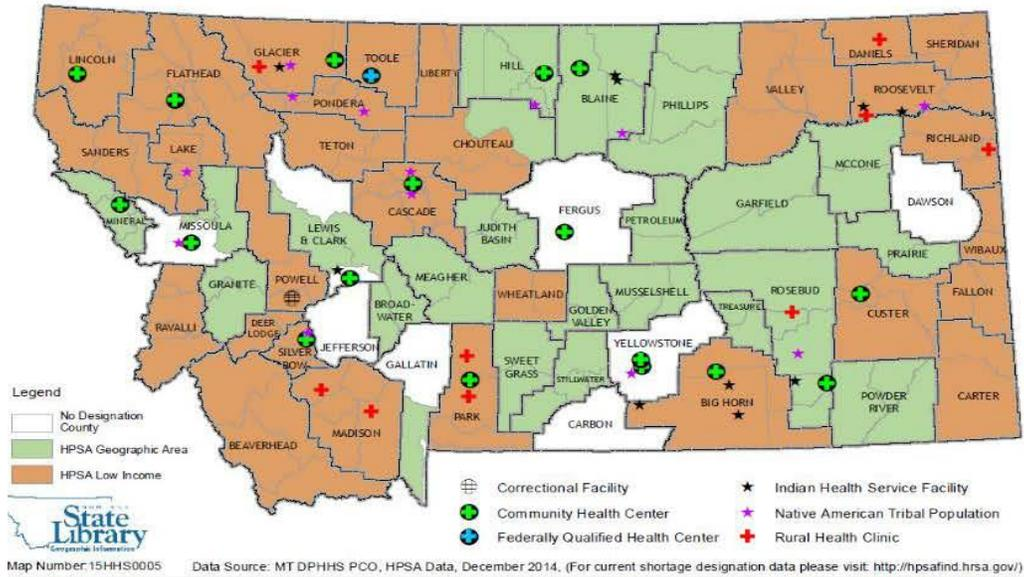 LINCOLN
GLACIER
TOOLE
LIBERTY
HILL
BLAINE
PHILLIPS
VALLEY
DANIELS
SHERIDAN
FLATHEAD
PONDERA
ROOSEVELT
SANDERS
LAKE
TETON
CHOUTEAU
RICHLAND
MCCONE
MINERAL
MISSOULA
LEWIS
& CLARK
CASCADE
JUDITH
BASIN
FERGUS
PETROLEUM
GARFIELD
DAWSON
PRAIRIE
WIBAUX
GRANITE
POWELL
MEAGHER
WHEATLAND
GOLDEN
VALLEY
MUSSELSHELL
TREASURE
ROSEBUD
CUSTER
FALLON
RAVALLI
DEER
LODGE
SILVER
BOW
JEFFERSON
BROAD-
WATER
GALLATIN
SWEET
GRASS
STILLWATER
YELLOWSTONE
BIG HORN
POWDER
RIVER
CARTER
BEAVERHEAD
MADISON
PARK
CARBON
Legend
No Designation
County
HPSA Geographic Area
HPSA Low Income
Correctional Facility
Community Health Center
Federally Qualified Health Center
Indian Health Service Facility
Native American Tribal Population
Rural Health Clinic
State
Library
Geographic Information
Map Number:15HHS0005
Data Source: MT DPHHS PCO, HPSA Data, December 2014, (For current shortage designation data please visit: http://hpsafind.hrsa.gov/)